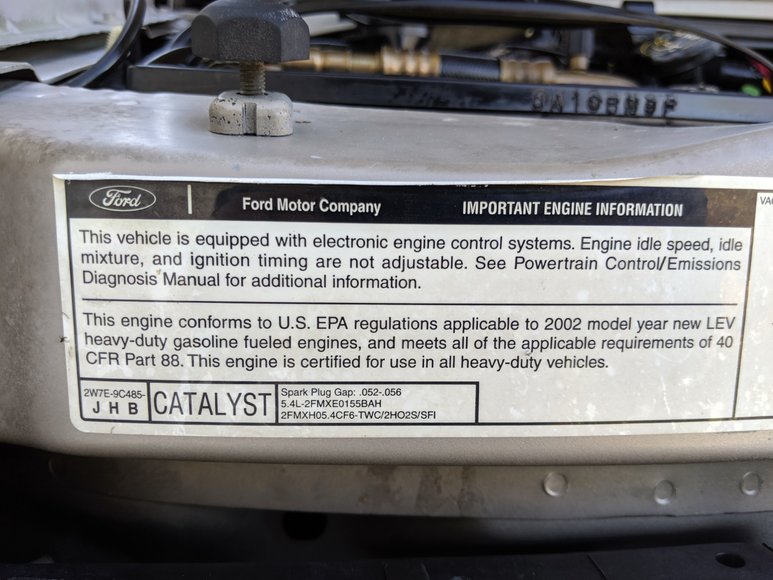 Ford
Ford Motor Company
IMPORTANT ENGINE INFORMATION
This vehicle is equipped with electronic engine control systems. Engine idle speed, idle
mixture, and ignition timing are not adjustable. See Powertrain Control/Emissions
Diagnosis Manual for additional information.
This engine conforms to U.S. EPA regulations applicable to 2002 model year new LEV
heavy-duty gasoline fueled engines, and meets all of the applicable requirements of 40
CFR Part 88. This engine is certified for use in all heavy-duty vehicles.
2W7E-9C485-
J H B
CATALYST
Spark Plug Gap: .052-.056
5.4L-2FMXE0155BAH
2FMXH05.4CF6-TWC/2HO2S/SFI